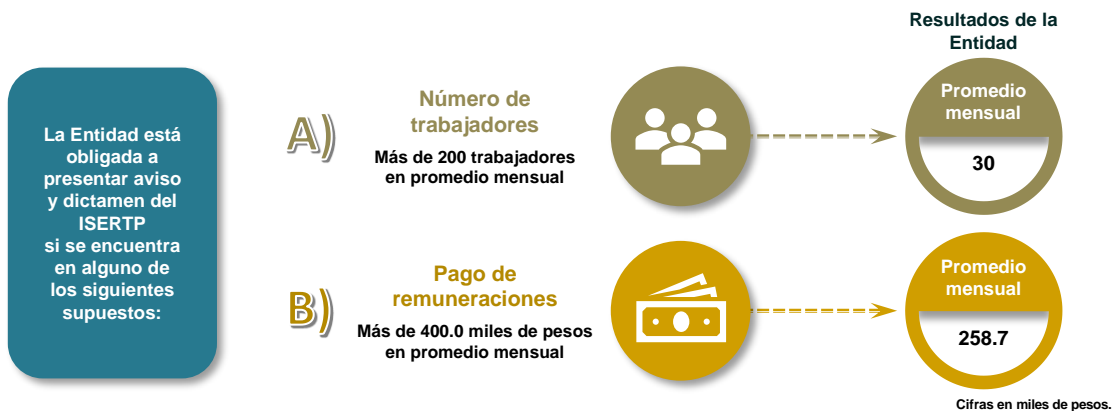 La Entidad está
obligada a
presentar aviso
y dictamen del
ISERTP
si se encuentra
en alguno de
los siguientes
supuestos:
A)
Número de
trabajadores
Más de 200 trabajadores
en promedio mensual
Resultados de la
Entidad
Promedio
mensual
30
B)
Pago de
remuneraciones
Más de 400.0 miles de pesos
en promedio mensual
Promedio
mensual
258.7
Cifras en miles de pesos.